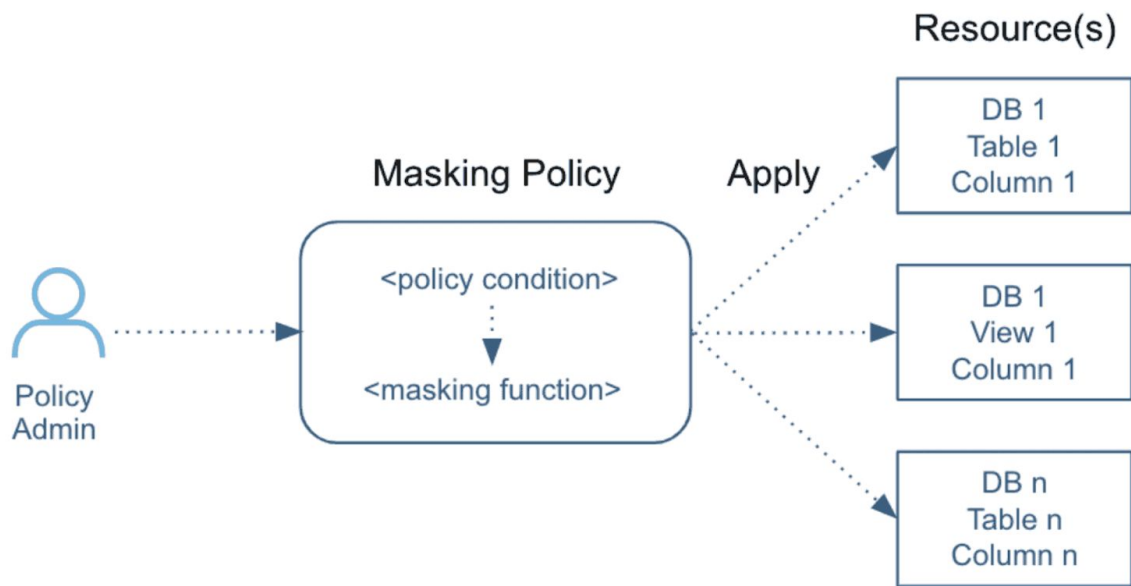 Resource(s)
DB 1
Table 1
Column 1
Masking Policy
Apply
<policy condition>
<masking function>
DB 1
View 1
Column 1
Policy
Admin
DB n
Table n
Column n